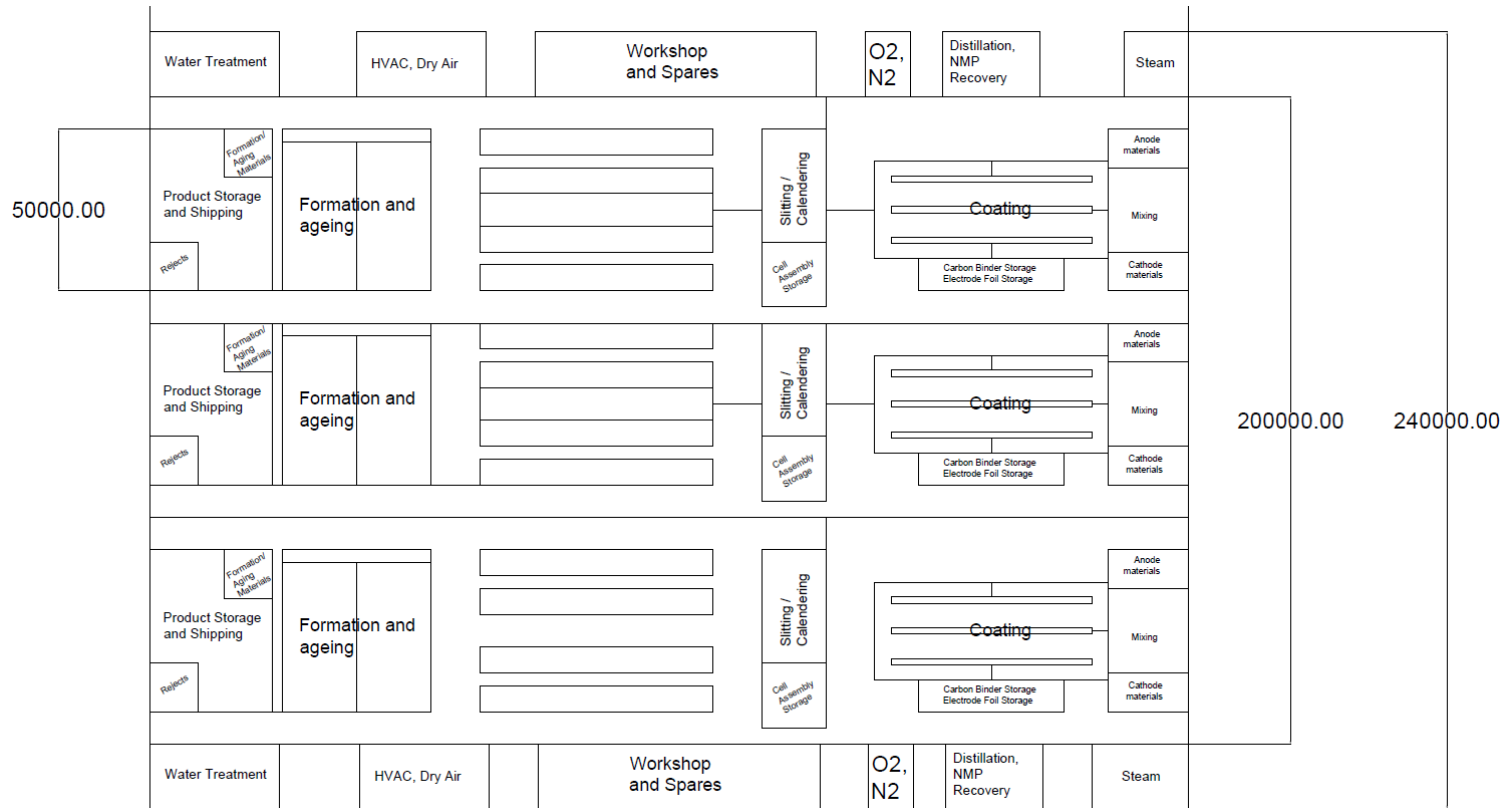 Water Treatment
HVAC, Dry Air
Workshop
and Spares
O2,
N2
Distillation,
NMP
Recovery
Steam
50000.00
Formation/
Aging
Materials
Product Storage
and Shipping
Rejects
Formation and
ageing
Slitting /
Calendering
Cell
Assembly
Storage
Coating
Carbon Binder Storage
Electrode Foil Storage
Anode
materials
Mixing
Cathode
materials
Formation/
Aging
Materials
Product Storage
and Shipping
Rejects
Formation and
ageing
Slitting /
Calendering
Cell
Assembly
Storage
Coating
Carbon Binder Storage
Electrode Foil Storage
Anode
materials
Mixing
Cathode
materials
200000.00
240000.00
Formation/
Aging
Materials
Product Storage
and Shipping
Rejects
Formation and
ageing
Slitting /
Calendering
Cell
Assembly
Storage
Coating
Carbon Binder Storage
Electrode Foil Storage
Anode
materials
Mixing
Cathode
materials
Water Treatment
HVAC, Dry Air
Workshop
and Spares
O2,
N2
Distillation,
NMP
Recovery
Steam